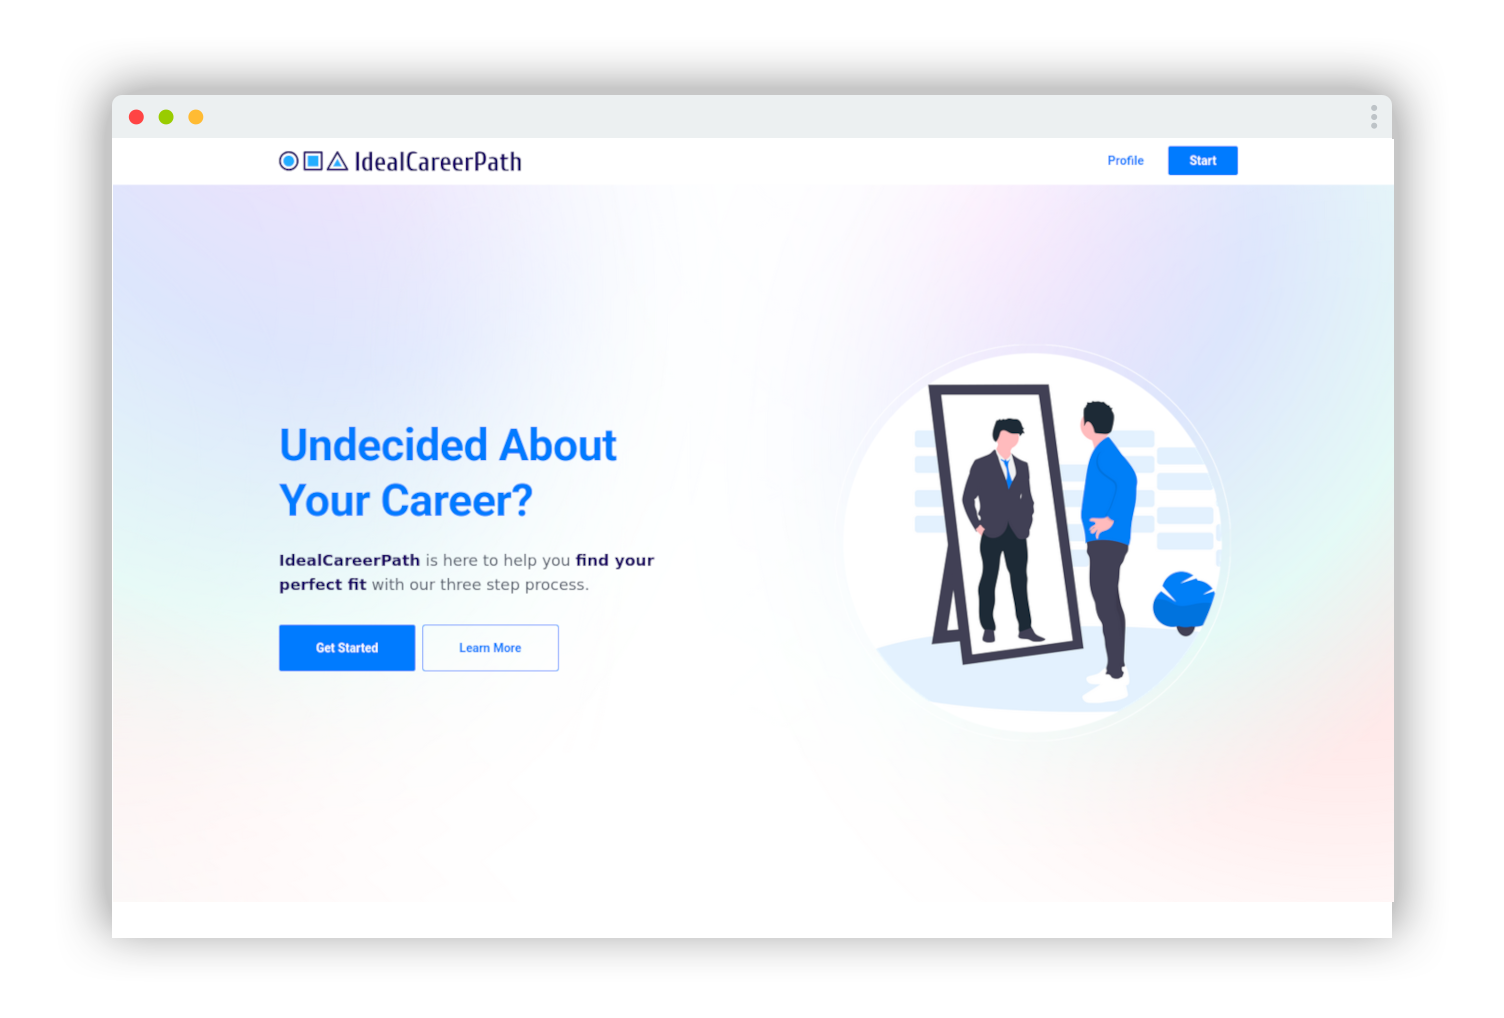 IdealCareerPath
Profile
Start
Undecided About
Your Career?
IdealCareerPath is here to help you find your
perfect fit with our three step process.
Get Started
Learn More